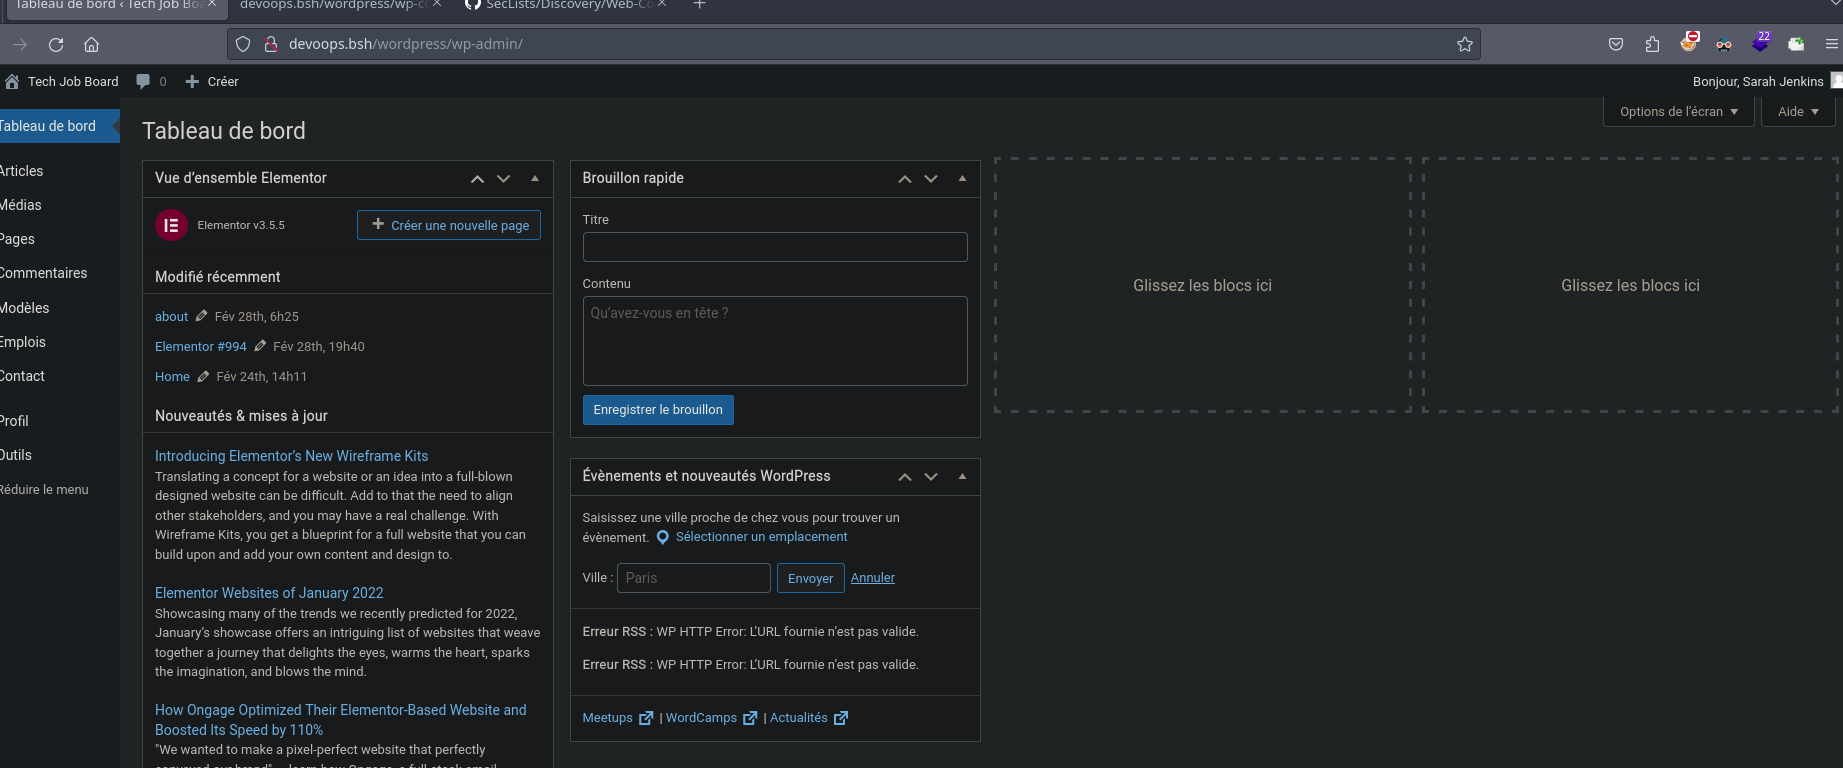 Tableau de bord ‹ Tech Job Boa
devoops.bsh/wordpress/wp-co
SecLists/Discovery/Web-Co
devoops.bsh/wordpress/wp-admin/
22
Tech Job Board
0
Créer
Bonjour, Sarah Jenkins
Tableau de bord
Articles
Médias
Pages
Commentaires
Modèles
Emplois
Contact
Profil
Outils
Réduire le menu
Options de l’écran
Aide
Tableau de bord
Vue d’ensemble Elementor
Elementor v3.5.5
Créer une nouvelle page
Modifié récemment
about Fév 28th, 6h25
Elementor #994 Fév 28th, 19h40
Home Fév 24th, 14h11
Nouveautés & mises à jour
Introducing Elementor’s New Wireframe Kits
Translating a concept for a website or an idea into a full-blown
designed website can be difficult. Add to that the need to align
other stakeholders, and you may have a real challenge. With
Wireframe Kits, you get a blueprint for a full website that you can
build upon and add your own content and design to.
Elementor Websites of January 2022
Showcasing many of the trends we recently predicted for 2022,
January’s showcase offers an intriguing list of websites that weave
together a journey that delights the eyes, warms the heart, sparks
the imagination, and blows the mind.
How Ongage Optimized Their Elementor-Based Website and
Boosted Its Speed by 110%
"We wanted to make a pixel-perfect website that perfectly
Brouillon rapide
Titre
Contenu
Qu’avez-vous en tête ?
Enregistrer le brouillon
Évènements et nouveautés WordPress
Saisissez une ville proche de chez vous pour trouver un
évènement. Sélectionner un emplacement
Ville : Paris Envoyer Annuler
Erreur RSS : WP HTTP Error: L’URL fournie n’est pas valide.
Erreur RSS : WP HTTP Error: L’URL fournie n’est pas valide.
Meetups | WordCamps | Actualités
Glissez les blocs ici
Glissez les blocs ici